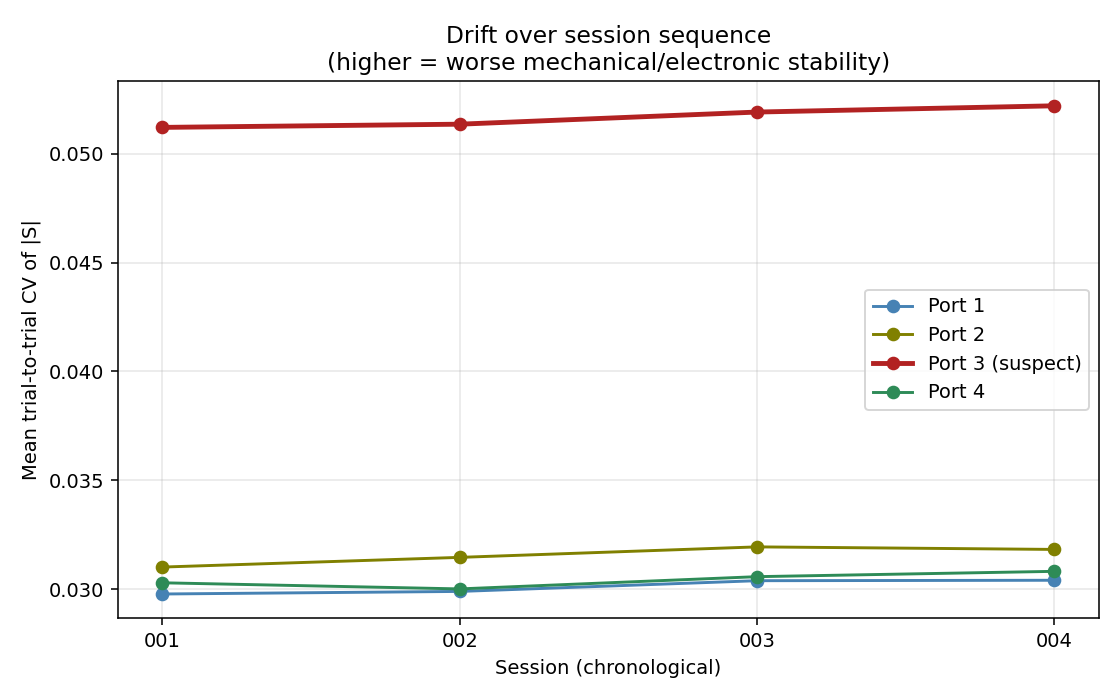 Drift over session sequence
(higher = worse mechanical/electronic stability)
Mean trial-to-trial CV of |S|
0.050
0.045
0.040
0.035
0.030
Port 1
Port 2
Port 3 (suspect)
Port 4
001
002
003
004
Session (chronological)